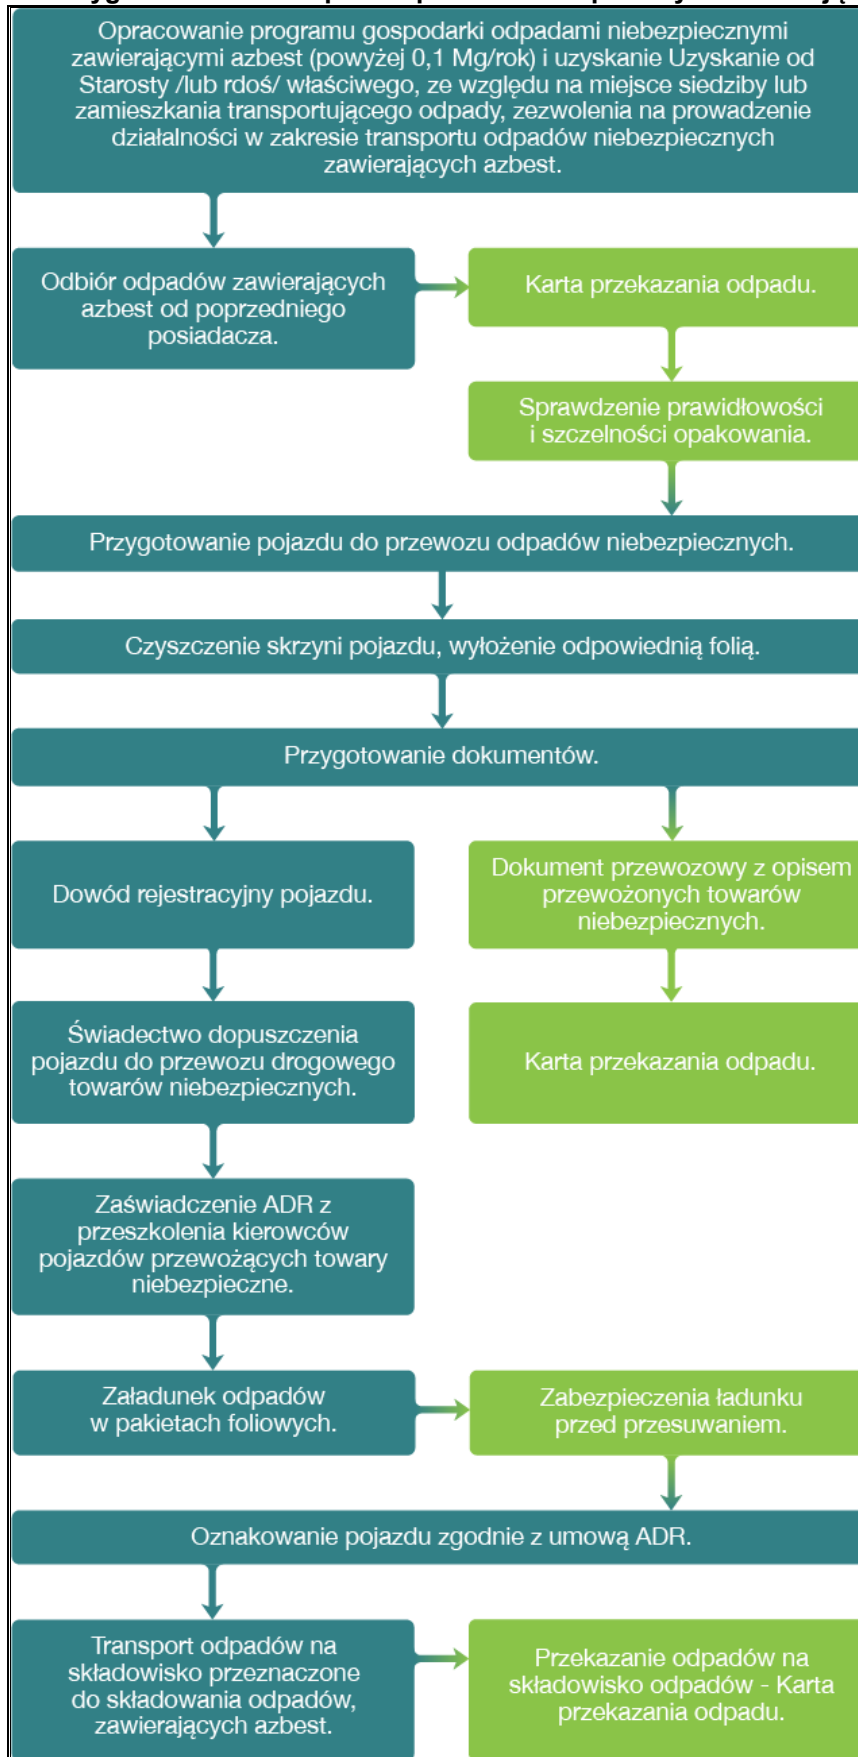 Opracowanie programu gospodarki odpadami niebezpiecznymi
zawierającymi azbest (powyżej 0,1 Mg/rok) i uzyskanie Uzyskanie od
Starosty /lub rdoś/ właściwego, ze względu na miejsce siedziby lub
zamieszkania transportującego odpady, zezwolenia na prowadzenie
działalności w zakresie transportu odpadów niebezpiecznych
zawierających azbest.
Odbiór odpadów zawierających
azbest od poprzedniego
posiadacza.
Karta przekazania odpadu.
Sprawdzenie prawidłowości
i szczelności opakowania.
Przygotowanie pojazdu do przewozu odpadów niebezpiecznych.
Czyszczenie skrzyni pojazdu, wyłożenie odpowiednią folią.
Przygotowanie dokumentów.
Dowód rejestracyjny pojazdu.
Dokument przewozowy z opisem
przewożonych towarów
niebezpiecznych.
Świadectwo dopuszczenia
pojazdu do przewozu drogowego
towarów niebezpiecznych.
Karta przekazania odpadu.
Zaświadczenie ADR z
przeszkolenia kierowców
pojazdów przewożących towary
niebezpieczne.
Załadunek odpadów
w pakietach foliowych.
Zabezpieczenia ładunku
przed przesuwaniem.
Oznakowanie pojazdu zgodnie z umową ADR.
Transport odpadów na
składowisko przeznaczone
do składowania odpadów,
zawierających azbest.
Przekazanie odpadów na
składowisko odpadów - Karta
przekazania odpadu.